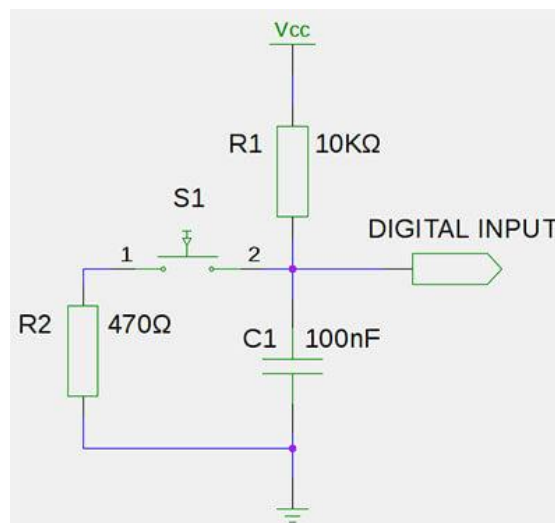 Vcc
R1 10KΩ
S1
DIGITAL INPUT
1 2
R2 470Ω
C1 100nF